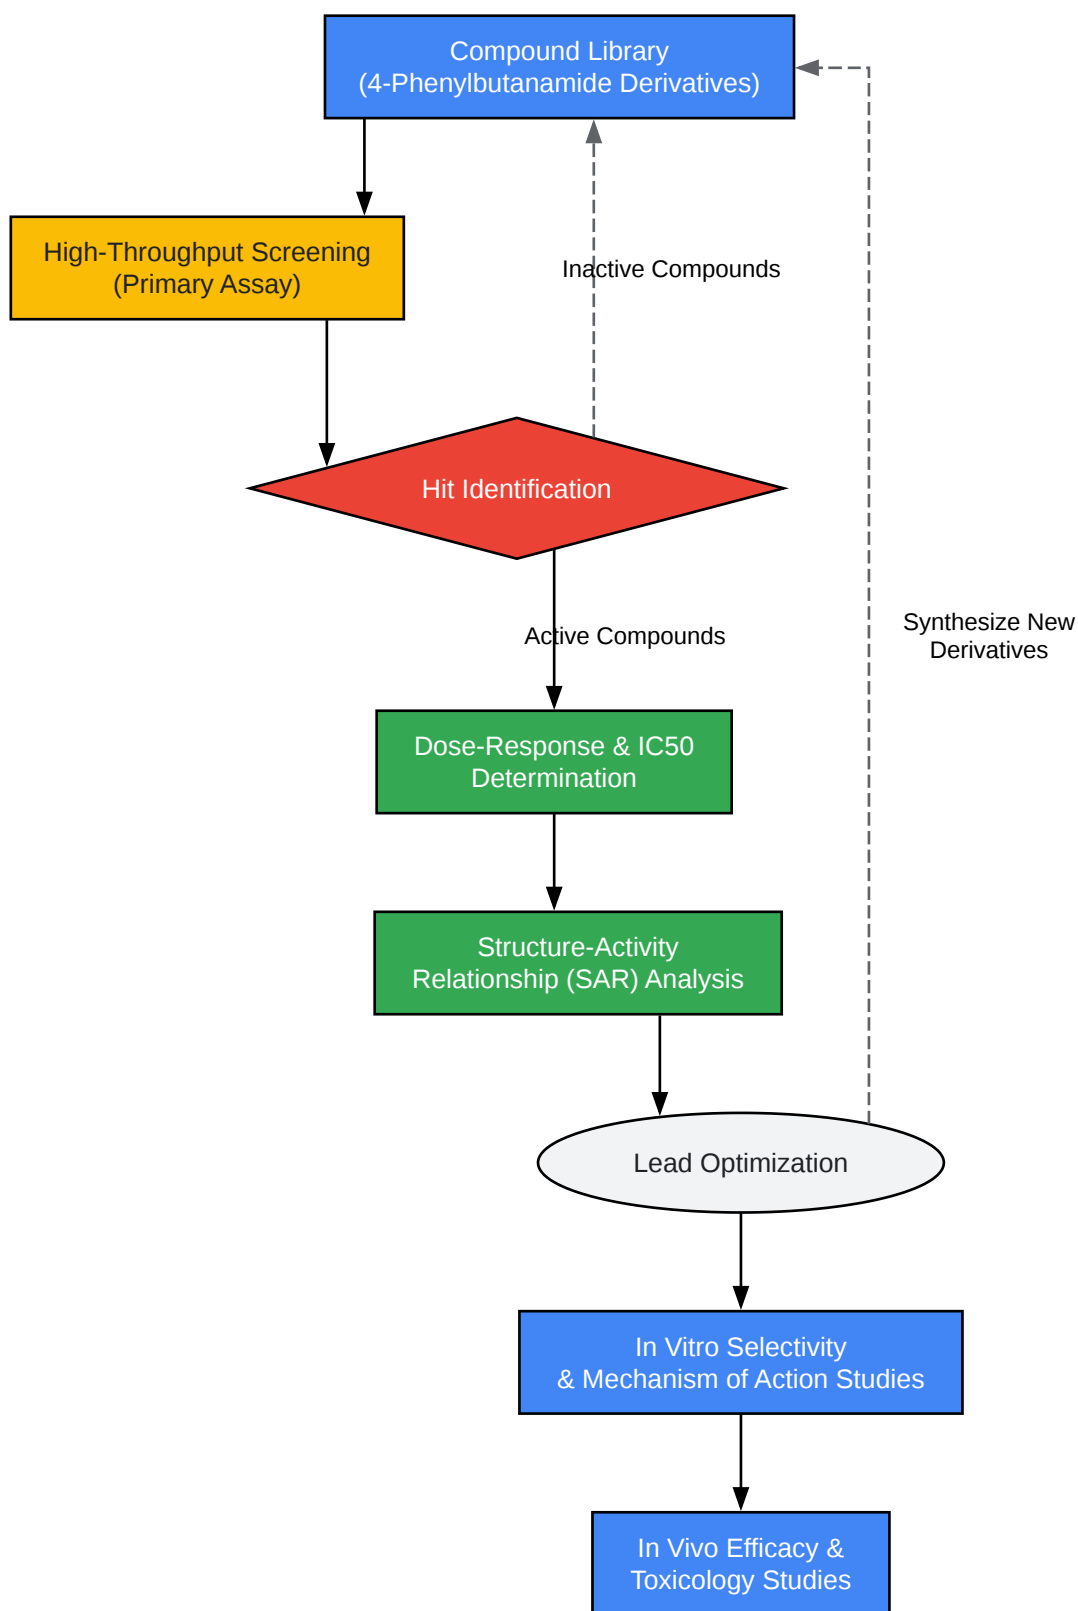 Compound Library
(4-Phenylbutanamide Derivatives)
High-Throughput Screening
(Primary Assay)
Inactive Compounds
Hit Identification
Active Compounds
Synthesize New
Derivatives
Dose-Response & IC50
Determination
Structure-Activity
Relationship (SAR) Analysis
Lead Optimization
In Vitro Selectivity
& Mechanism of Action Studies
In Vivo Efficacy &
Toxicology Studies